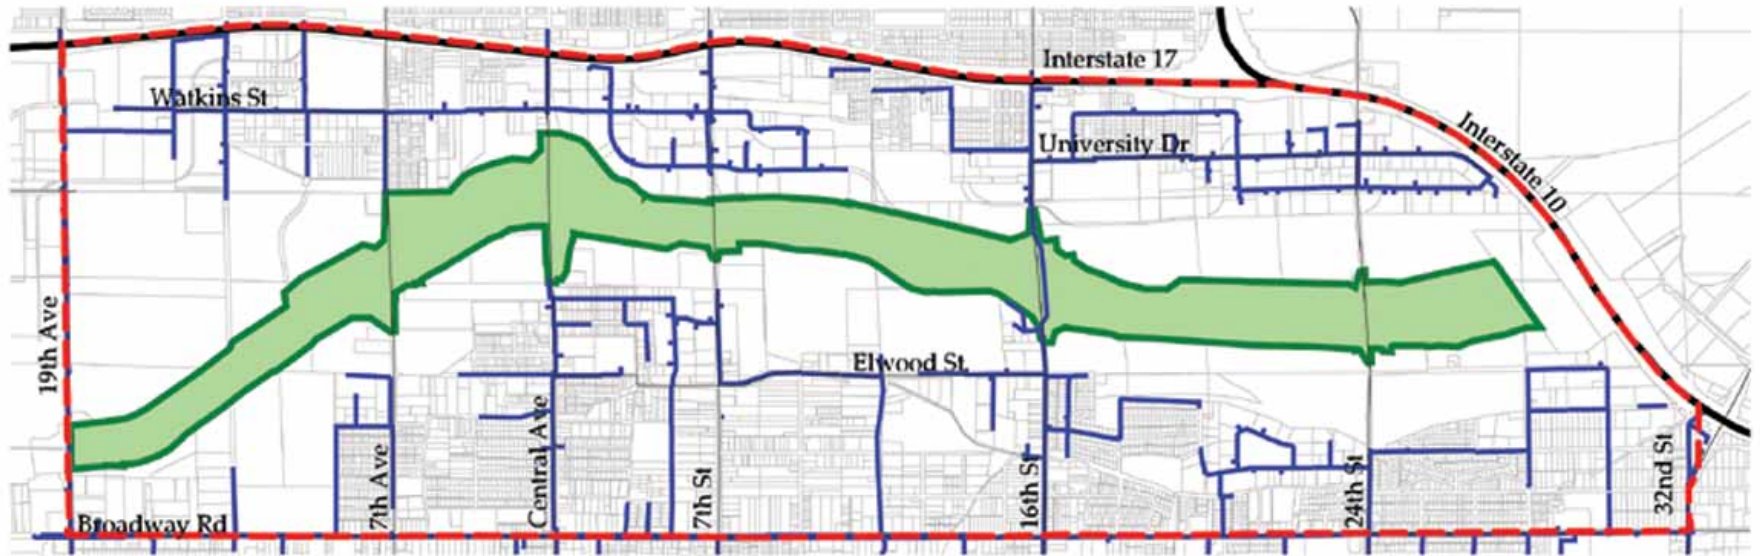 Interstate 17
Watkins St
Interstate 10
University Dr
19th Ave
Elwood St.
7th Ave
Central Ave
7th St
16th St
24th St
32nd St
Broadway Rd